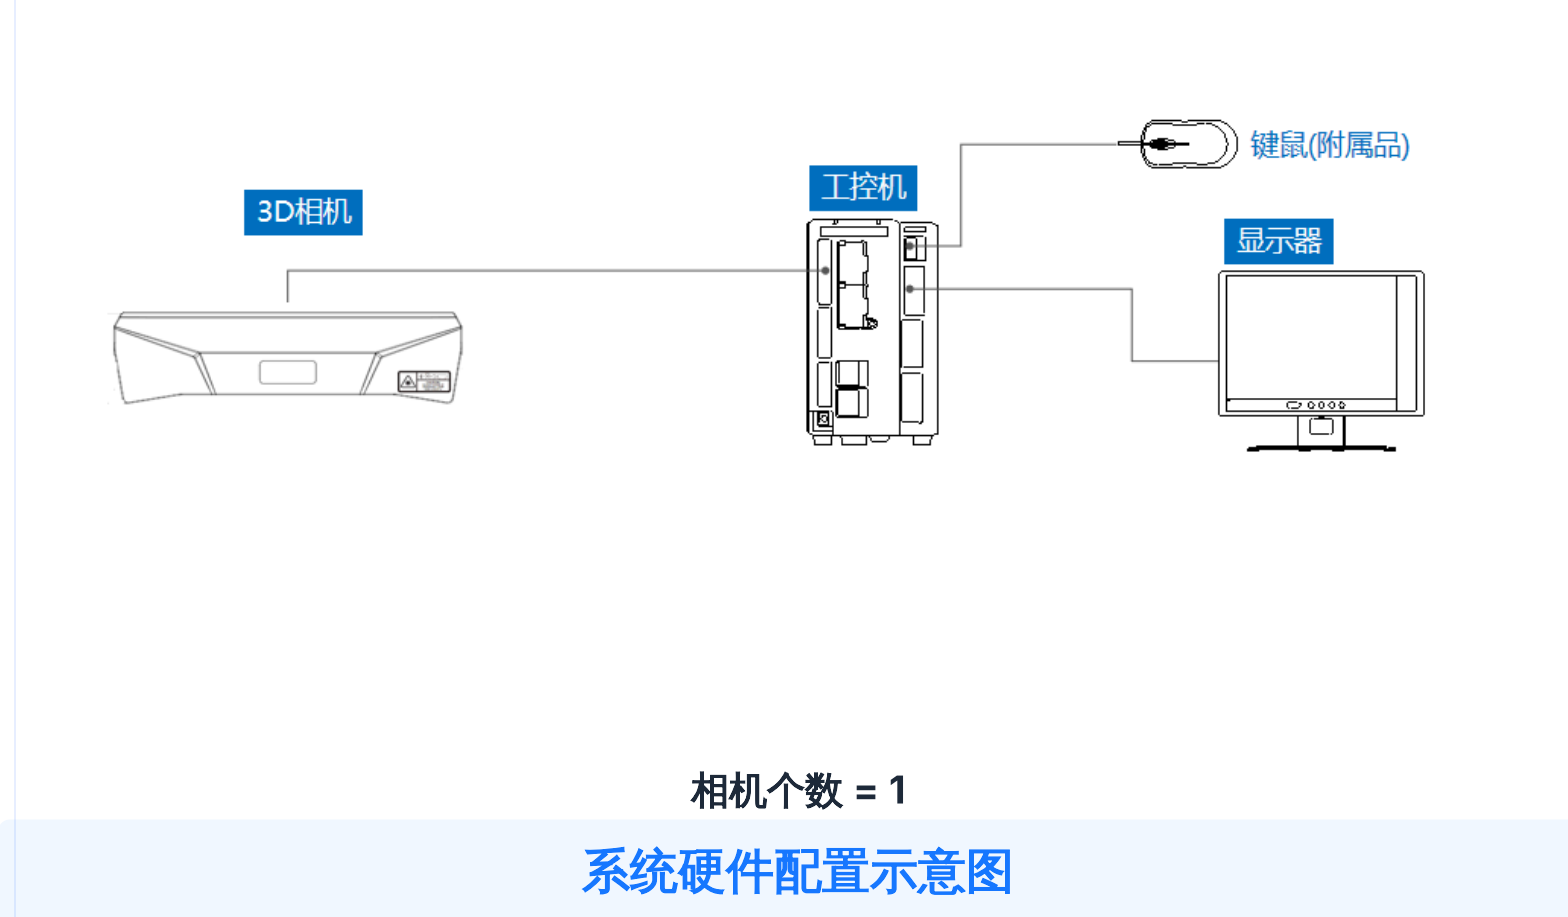 键鼠(附属品)
工控机
3D相机
显示器
相机个数 = 1
系统硬件配置示意图